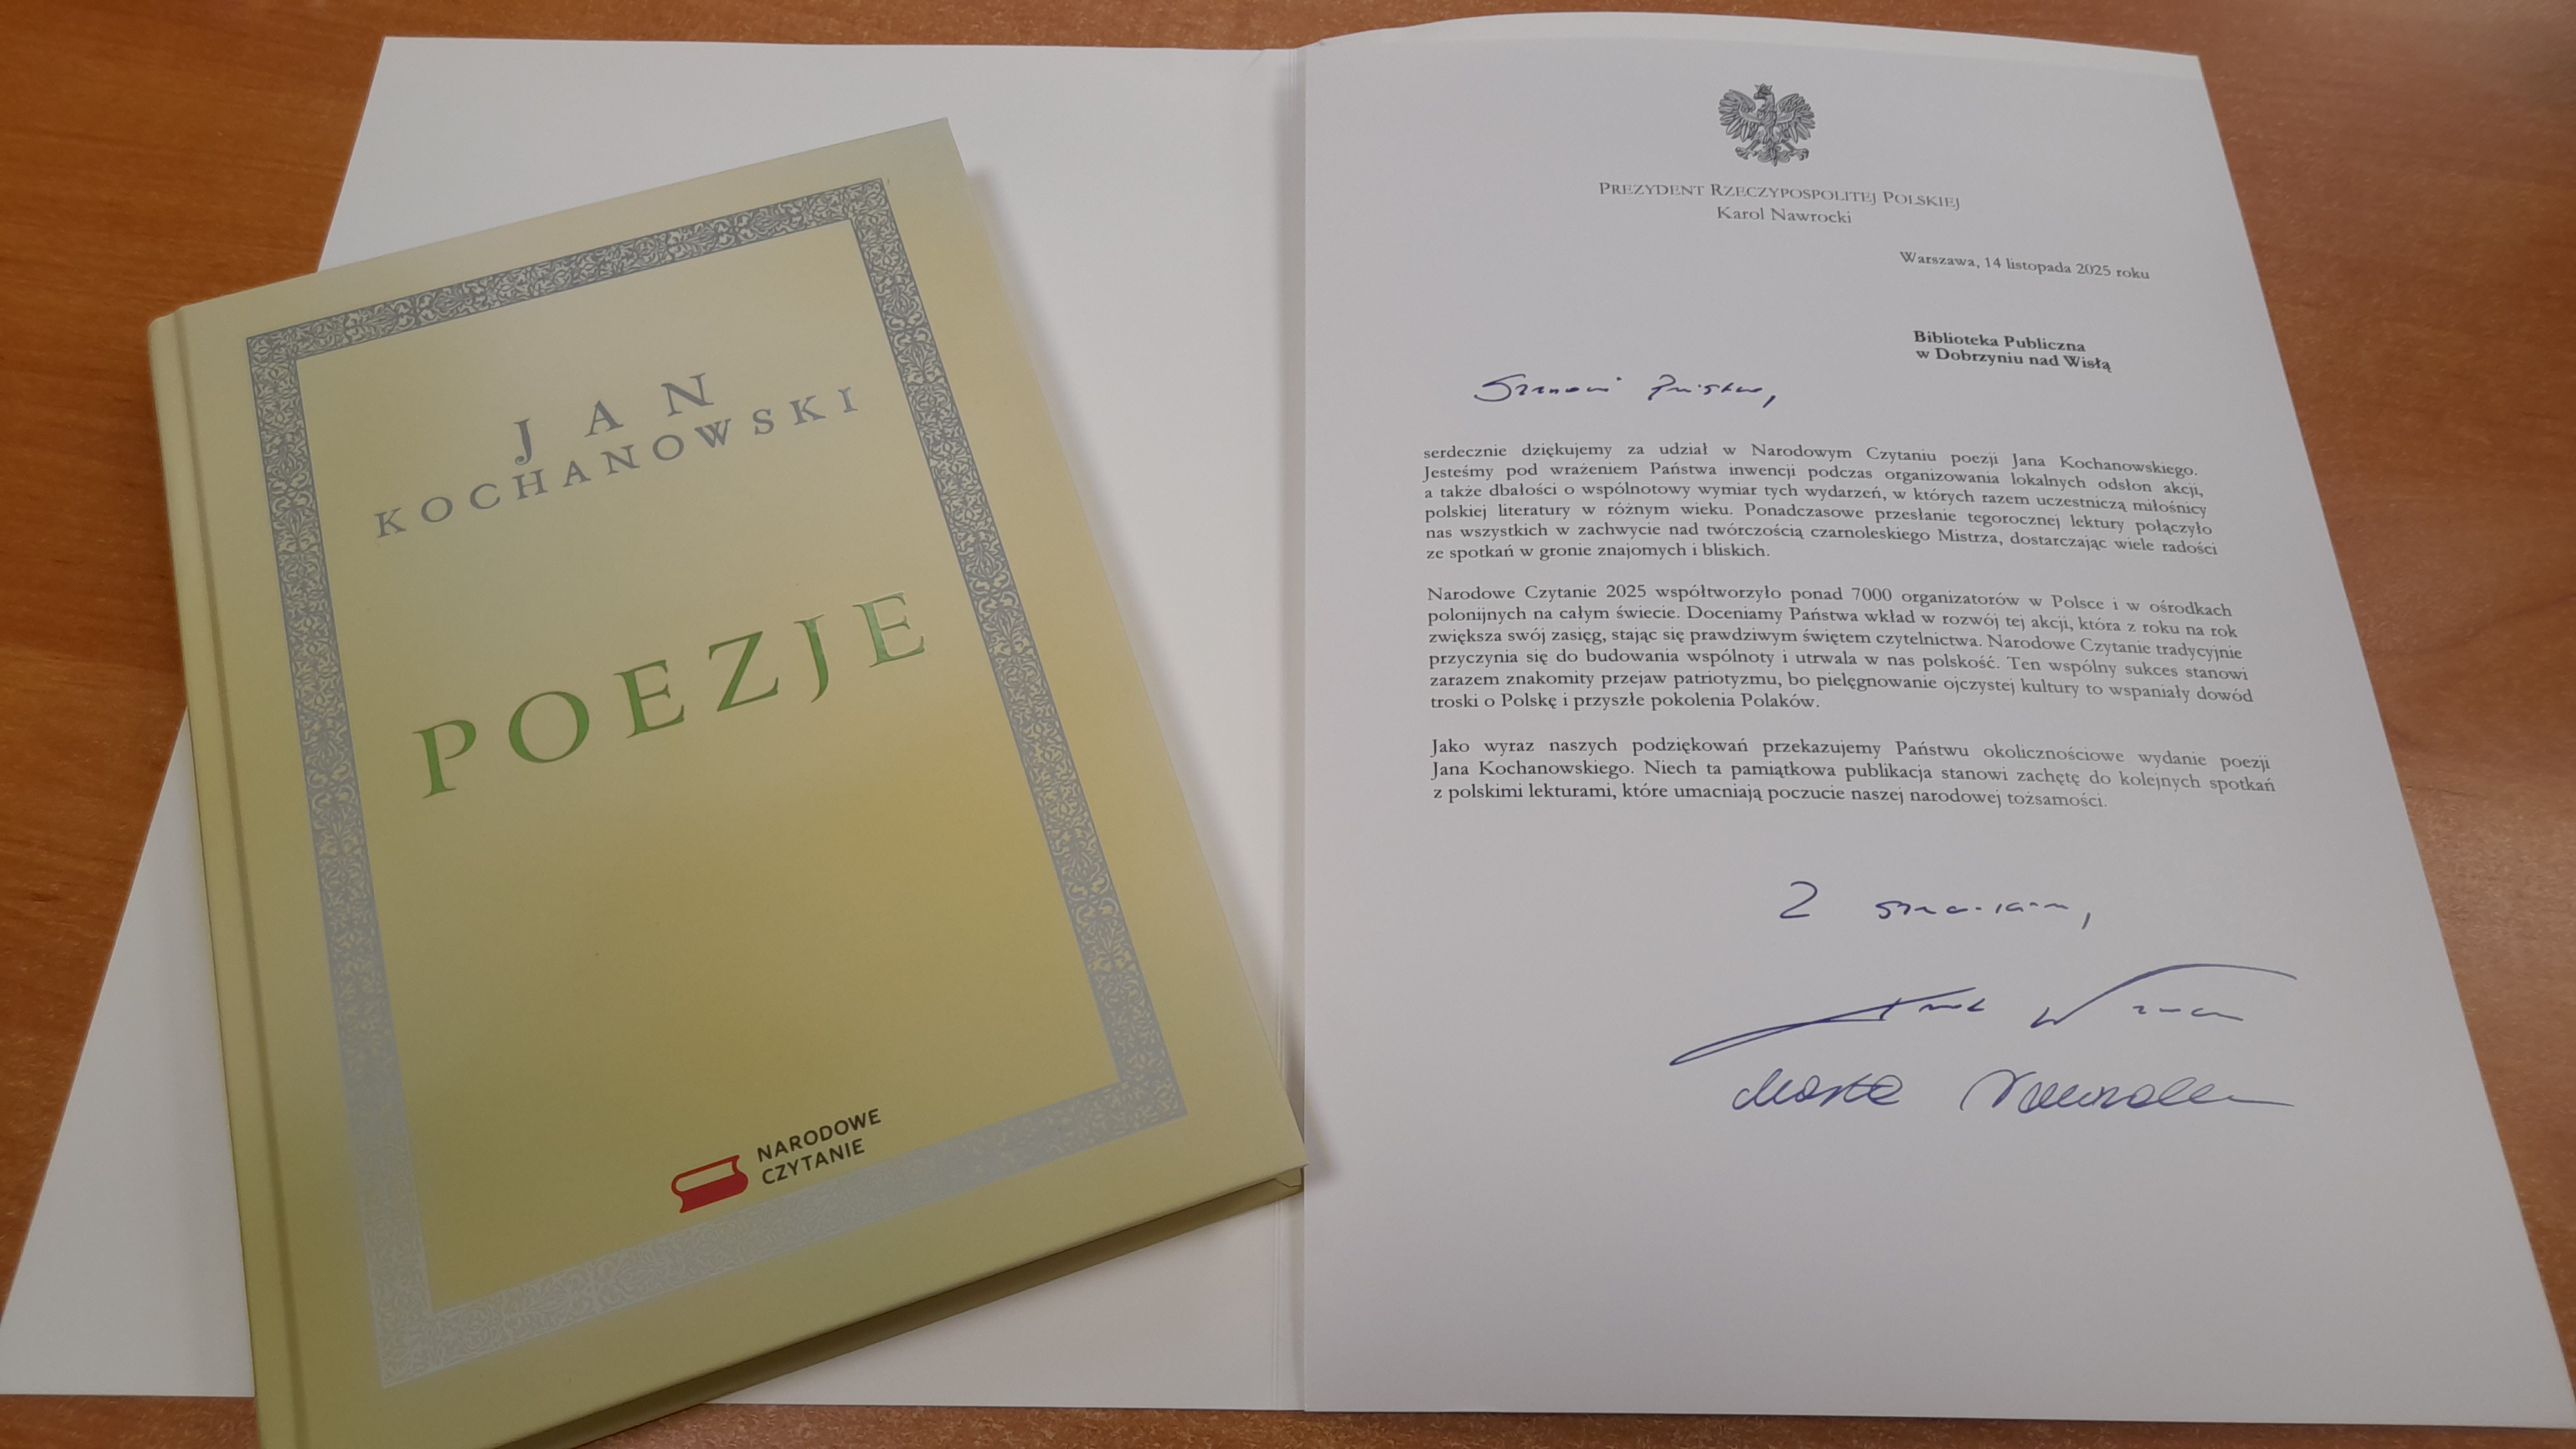 JAN
KOCHANOWSKI
POEZJE
NARODOWE
CZYTANIE
PREZYDENT RZECZYPOSPOLITEJ POLSKIEJ
Karol Nawrocki
Warszawa, 14 listopada 2025 roku
Biblioteka Publiczna
w Dobrzyniu nad Wisłą
Szanowni Państwo,
serdecznie dziękujemy za udział w Narodowym Czytaniu poezji Jana Kochanowskiego.
Jesteśmy pod wrażeniem Państwa inwencji podczas organizowania lokalnych odsłon akcji,
a także dbałości o wspólnotowy wymiar tych wydarzeń, w których razem uczestniczą miłośnicy
polskiej literatury w różnym wieku. Ponadczasowe przesłanie tegorocznej lektury połączyło
nas wszystkich w zachwycie nad twórczością czarnoleskiego Mistrza, dostarczając wiele radości
ze spotkań w gronie znajomych i bliskich.
Narodowe Czytanie 2025 współtworzyło ponad 7000 organizatorów w Polsce i w ośrodkach
polonijnych na całym świecie. Doceniamy Państwa wkład w rozwój tej akcji, która z roku na rok
zwiększa swój zasięg, stając się prawdziwym świętem czytelnictwa. Narodowe Czytanie tradycyjnie
przyczynia się do budowania wspólnoty i utrwala w nas polskość. Ten wspólny sukces stanowi
zarazem znakomity przejaw patriotyzmu, bo pielęgnowanie ojczystej kultury to wspaniały dowód
troski o Polskę i przyszłe pokolenia Polaków.
Jako wyraz naszych podziękowań przekazujemy Państwu okolicznościowe wydanie poezji
Jana Kochanowskiego. Niech ta pamiątkowa publikacja stanowi zachętę do kolejnych spotkań
z polskimi lekturami, które umacniają poczucie naszej narodowej tożsamości.
Z
Marta Nawrocka